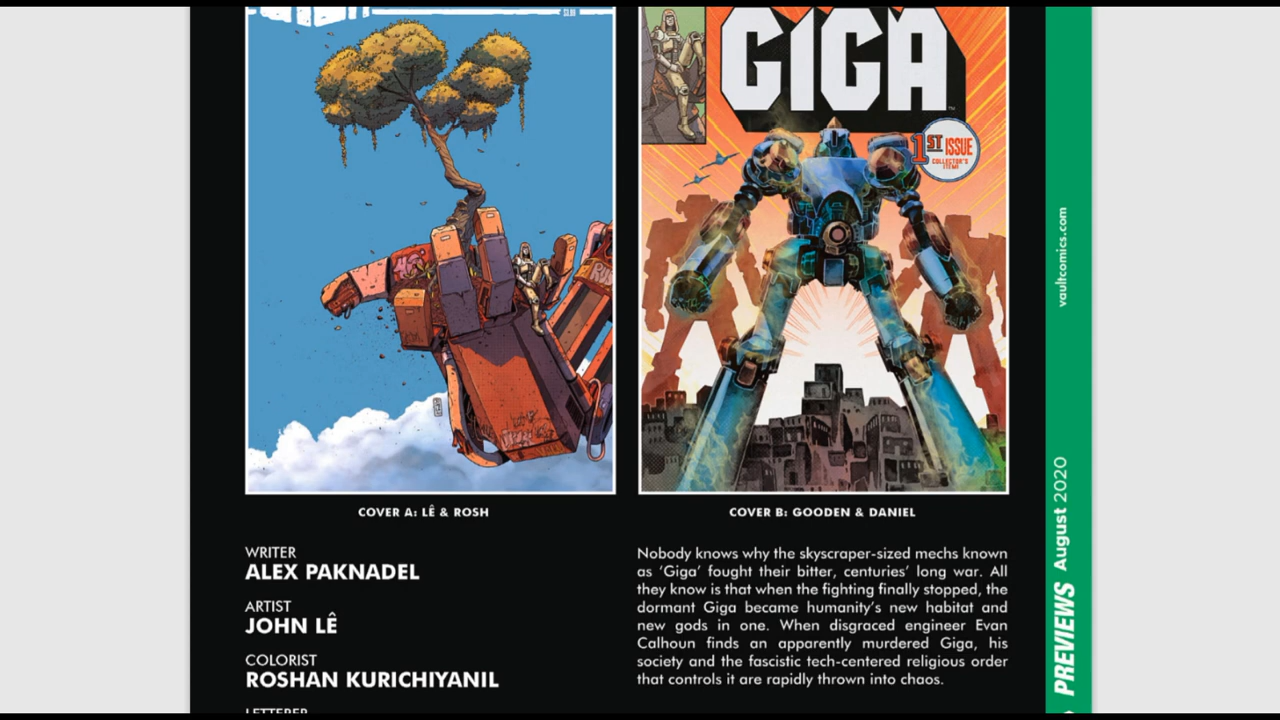 GIGA
™
1ST ISSUE
COLLECTOR'S
ITEM!
COVER A: LÊ & ROSH
COVER B: GOODEN & DANIEL
WRITER
ALEX PAKNADEL
ARTIST
JOHN LÊ
COLORIST
ROSHAN KURICHIYANIL
LETTERER
Nobody knows why the skyscraper-sized mechs known
as ‘Giga’ fought their bitter, centuries’ long war. All
they know is that when the fighting finally stopped, the
dormant Giga became humanity’s new habitat and
new gods in one. When disgraced engineer Evan
Calhoun finds an apparently murdered Giga, his
society and the fascistic tech-centered religious order
that controls it are rapidly thrown into chaos.
vaultcomics.com
PREVIEWS August 2020